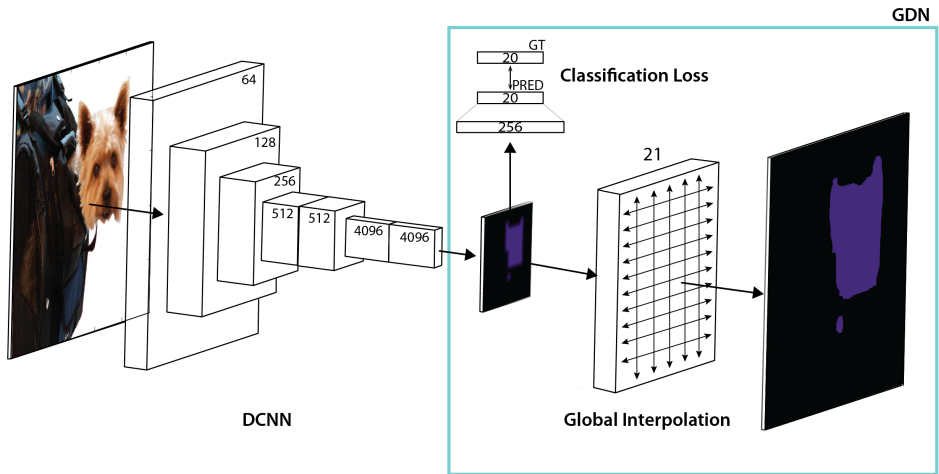 GDN
GT
20
PRED
20
256
Classification Loss
64
128
256
512
512
4096
4096
21
DCNN
Global Interpolation